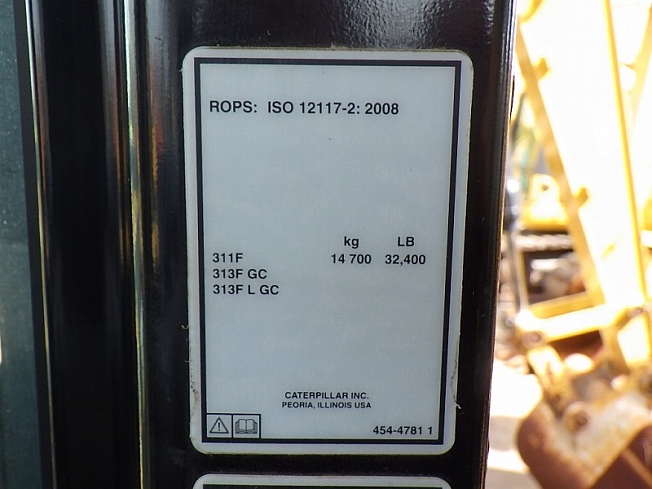 ROPS: ISO 12117-2: 2008
kg LB
311F 14 700 32,400
313F GC
313F L GC
CATERPILLAR INC.
PEORIA, ILLINOIS USA
454-4781 1